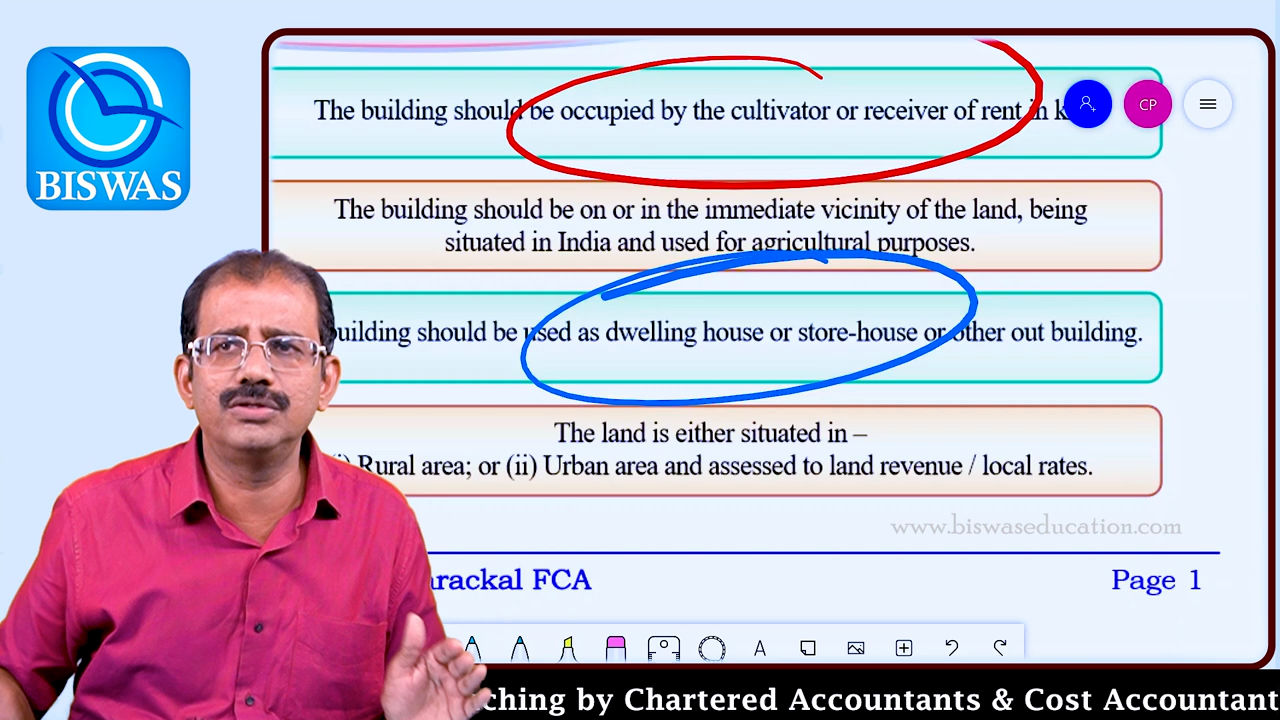 BISWAS
The building should be occupied by the cultivator or receiver of rent in
CP
The building should be on or in the immediate vicinity of the land, being
situated in India and used for agricultural purposes.
building should be used as dwelling house or store-house or other out building.
The land is either situated in –
(i) Rural area; or (ii) Urban area and assessed to land revenue / local rates.
www.biswaseducation.com
arackal FCA
Page 1
A
ching by Chartered Accountants & Cost Accountant